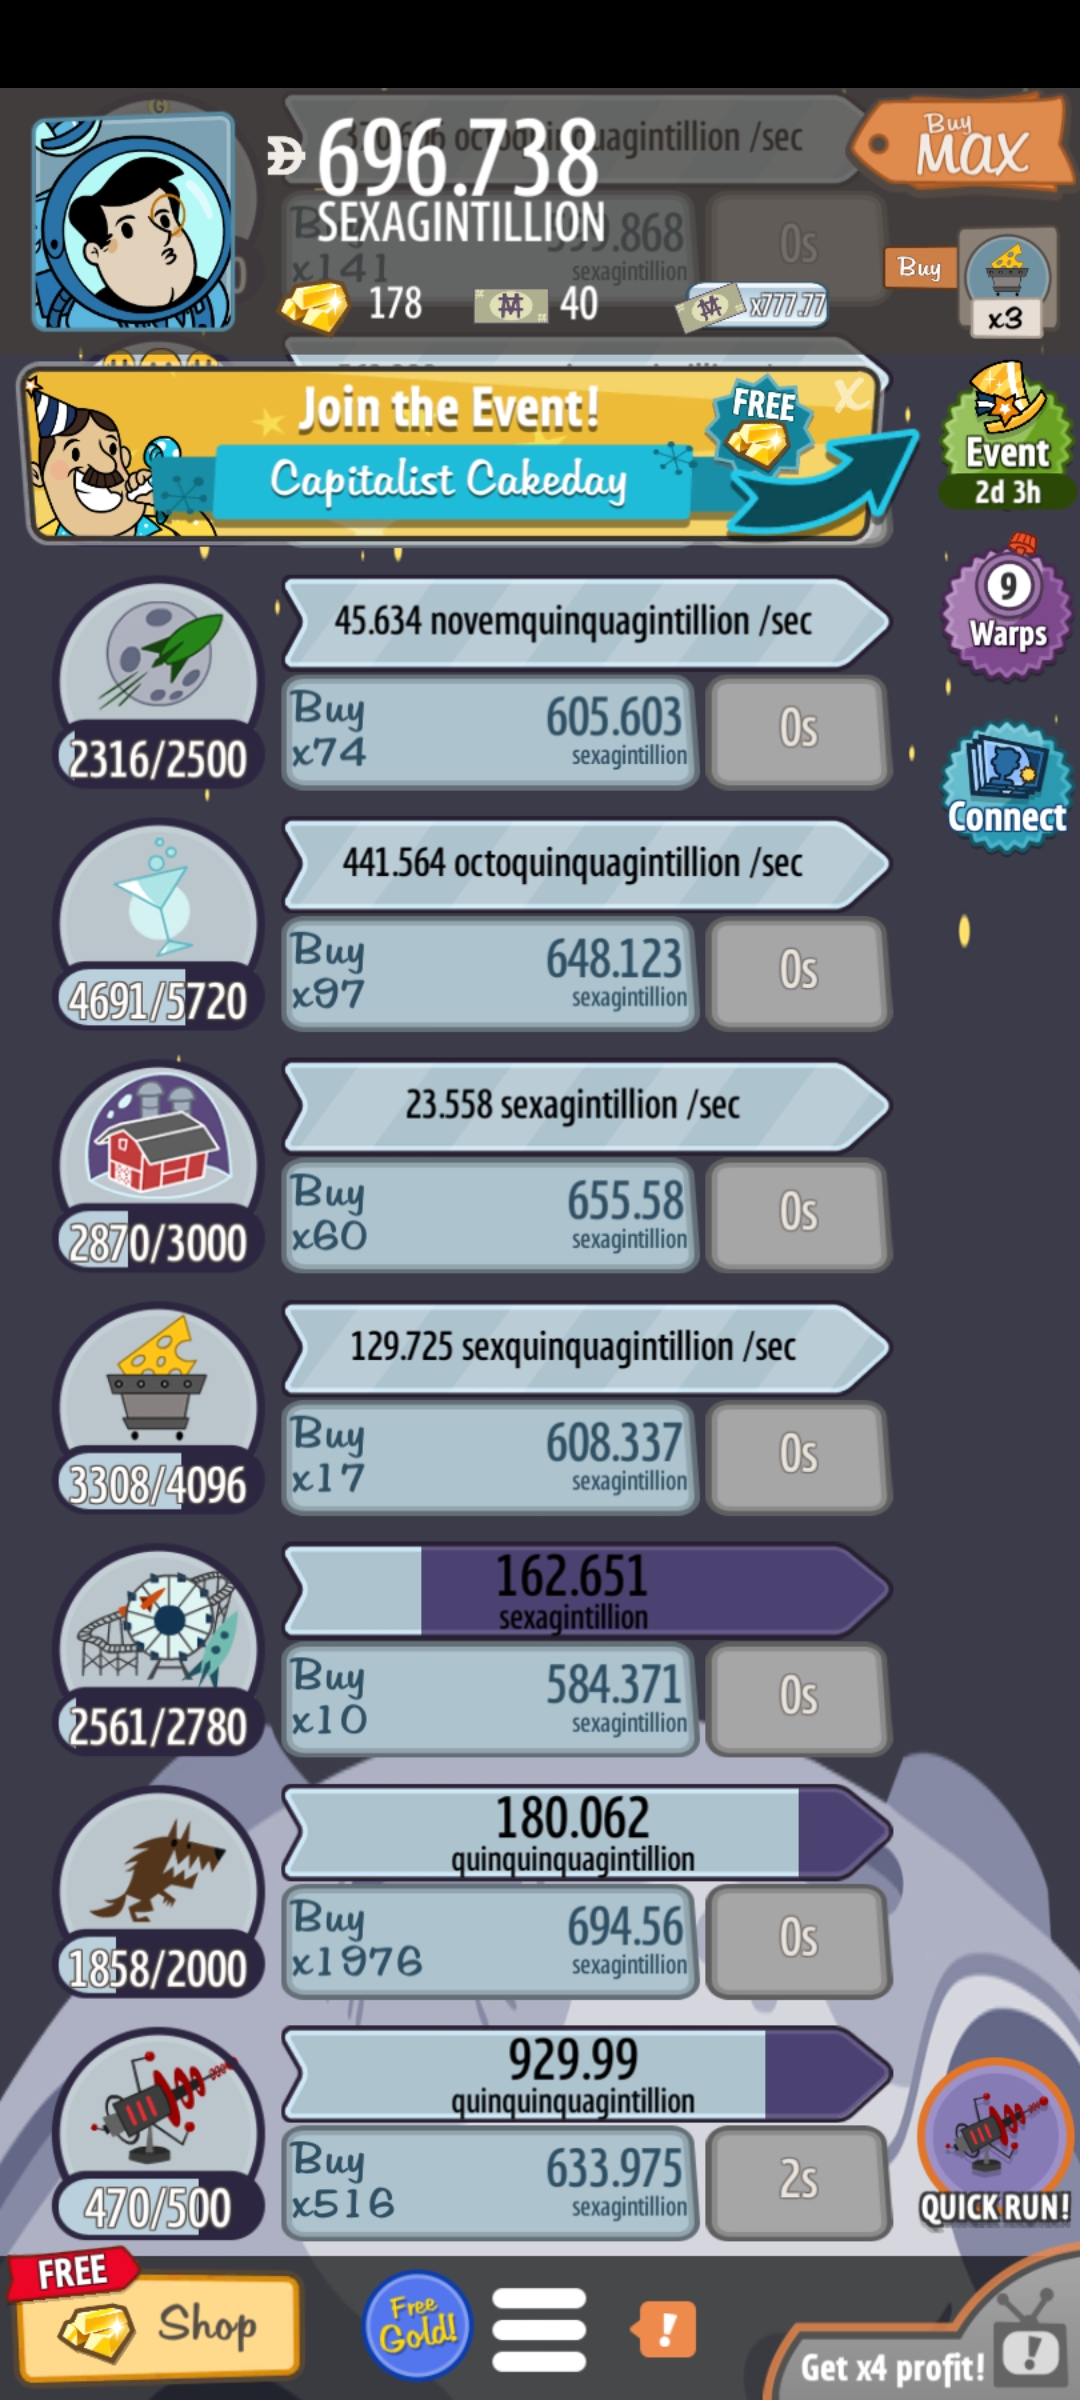 octoquinquagintillion /sec
696.738
SEXAGINTILLION
Buy
MAX
x141
.868
sexagintillion
0s
178
40
x777.77
Buy
x3
Join the Event!
Capitalist Cakeday
FREE
X
Event
2d 3h
9
Warps
Connect
45.634 novemquinquagintillion /sec
Buy
x74
605.603
sexagintillion
0s
2316/2500
441.564 octoquinquagintillion /sec
Buy
x97
648.123
sexagintillion
0s
4691/5720
23.558 sexagintillion /sec
Buy
x60
655.58
sexagintillion
0s
2870/3000
129.725 sexquinquagintillion /sec
Buy
x17
608.337
sexagintillion
0s
3308/4096
162.651
sexagintillion
Buy
x10
584.371
sexagintillion
0s
2561/2780
180.062
quinquinquagintillion
Buy
x1976
694.56
sexagintillion
0s
1858/2000
929.99
quinquinquagintillion
Buy
x516
633.975
sexagintillion
2s
470/500
QUICK RUN!
FREE
Shop
Free
Gold!
!
Get x4 profit!
!